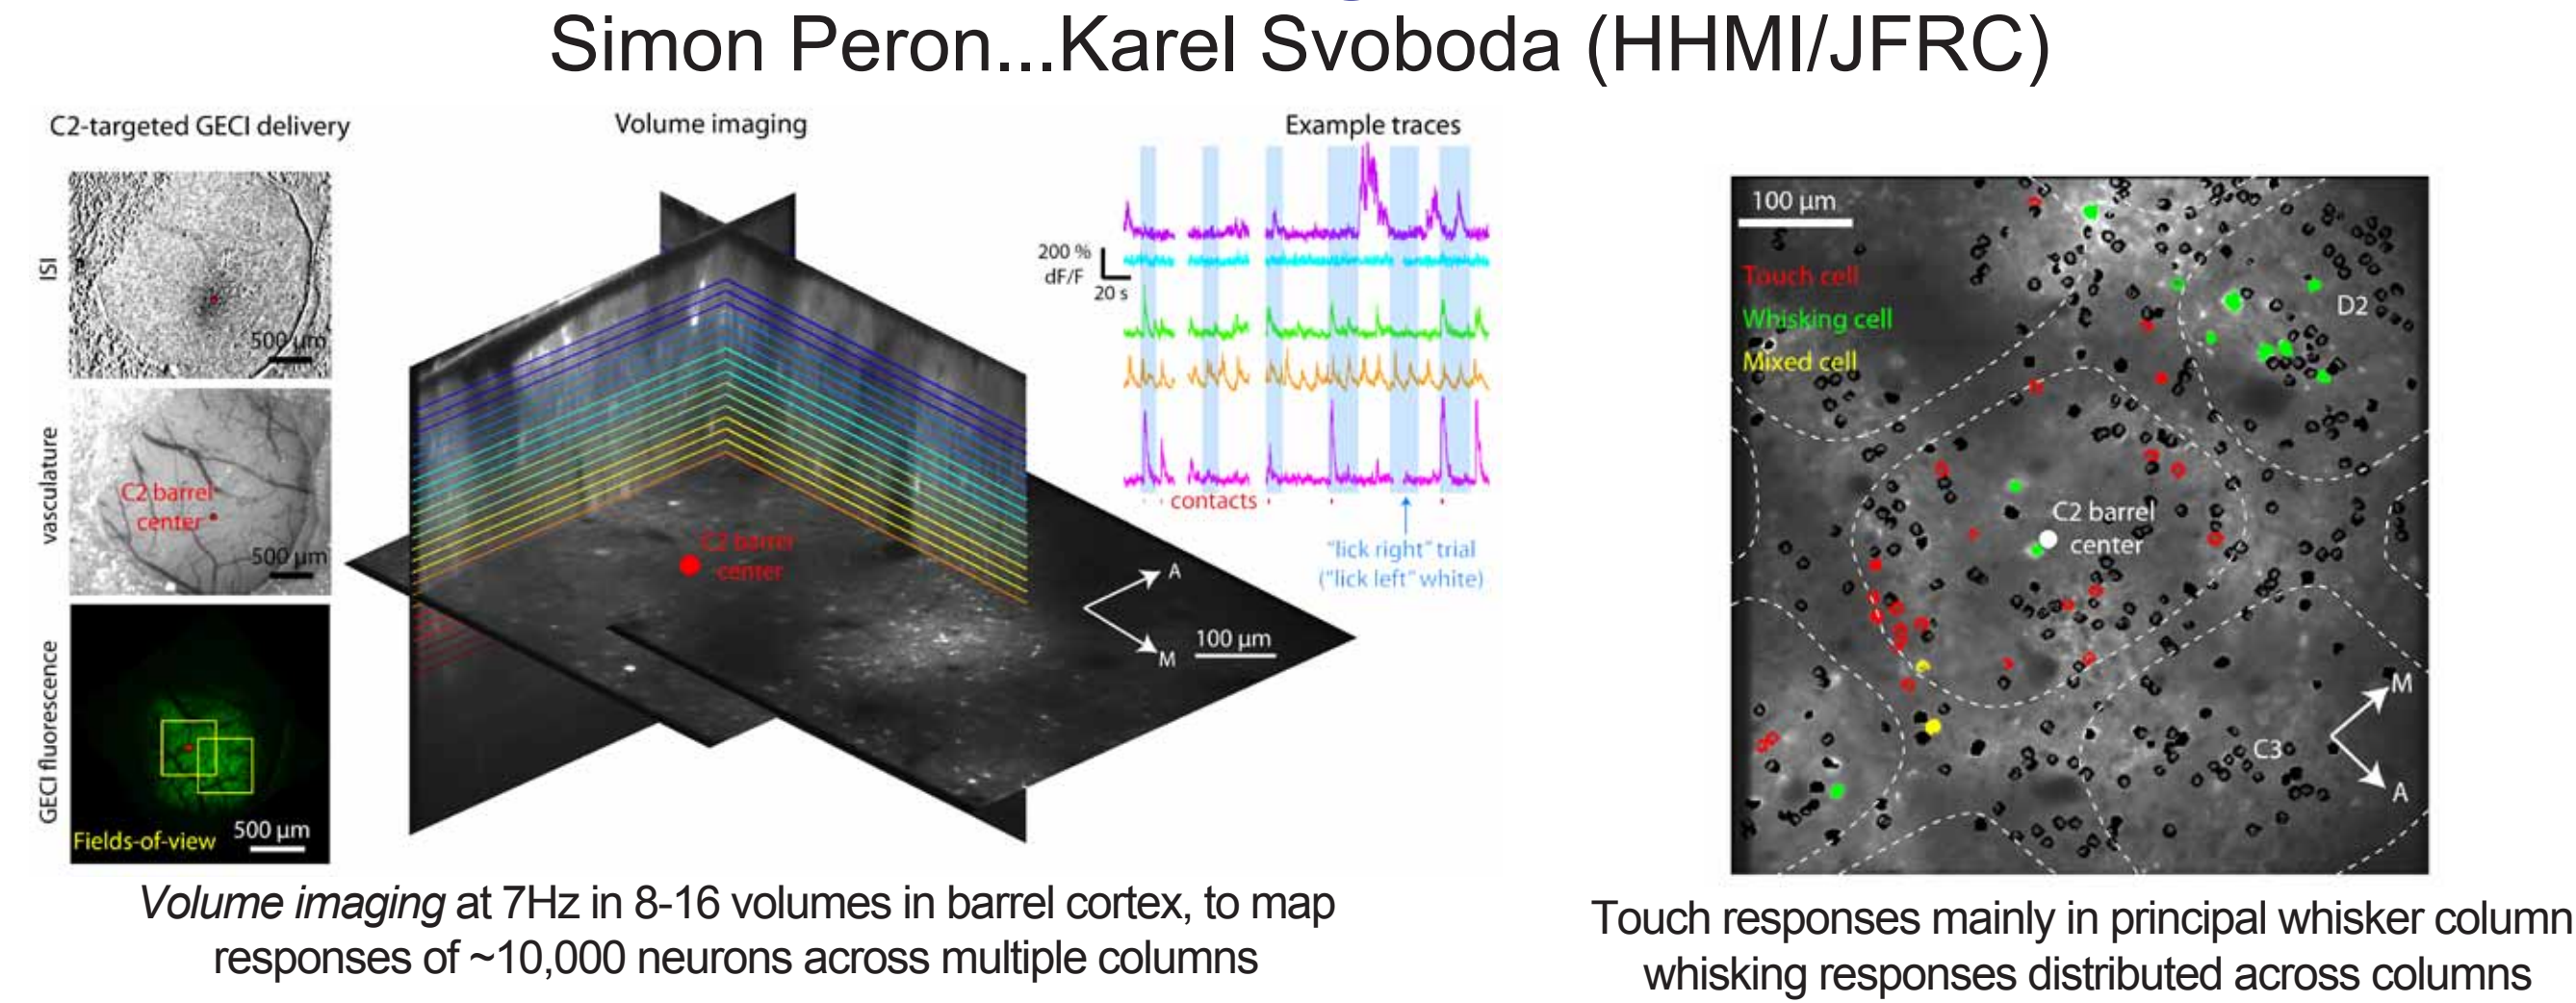 Simon Peron...Karel Svoboda (HHMI/JFRC)
C2-targeted GECI delivery
ISI
500 µm
vasculature
C2 barrel
center
500 µm
GECI fluorescence
Fields-of-view
500 µm
Volume imaging
C2 barrel
center
A
M
100 µm
Example traces
200 %
dF/F
20 s
contacts
"lick right" trial
("lick left" white)
Volume imaging at 7Hz in 8-16 volumes in barrel cortex, to map
responses of ~10,000 neurons across multiple columns
100 µm
Touch cell
Whisking cell
Mixed cell
D2
C2 barrel
center
C3
M
A
Touch responses mainly in principal whisker column
whisking responses distributed across columns